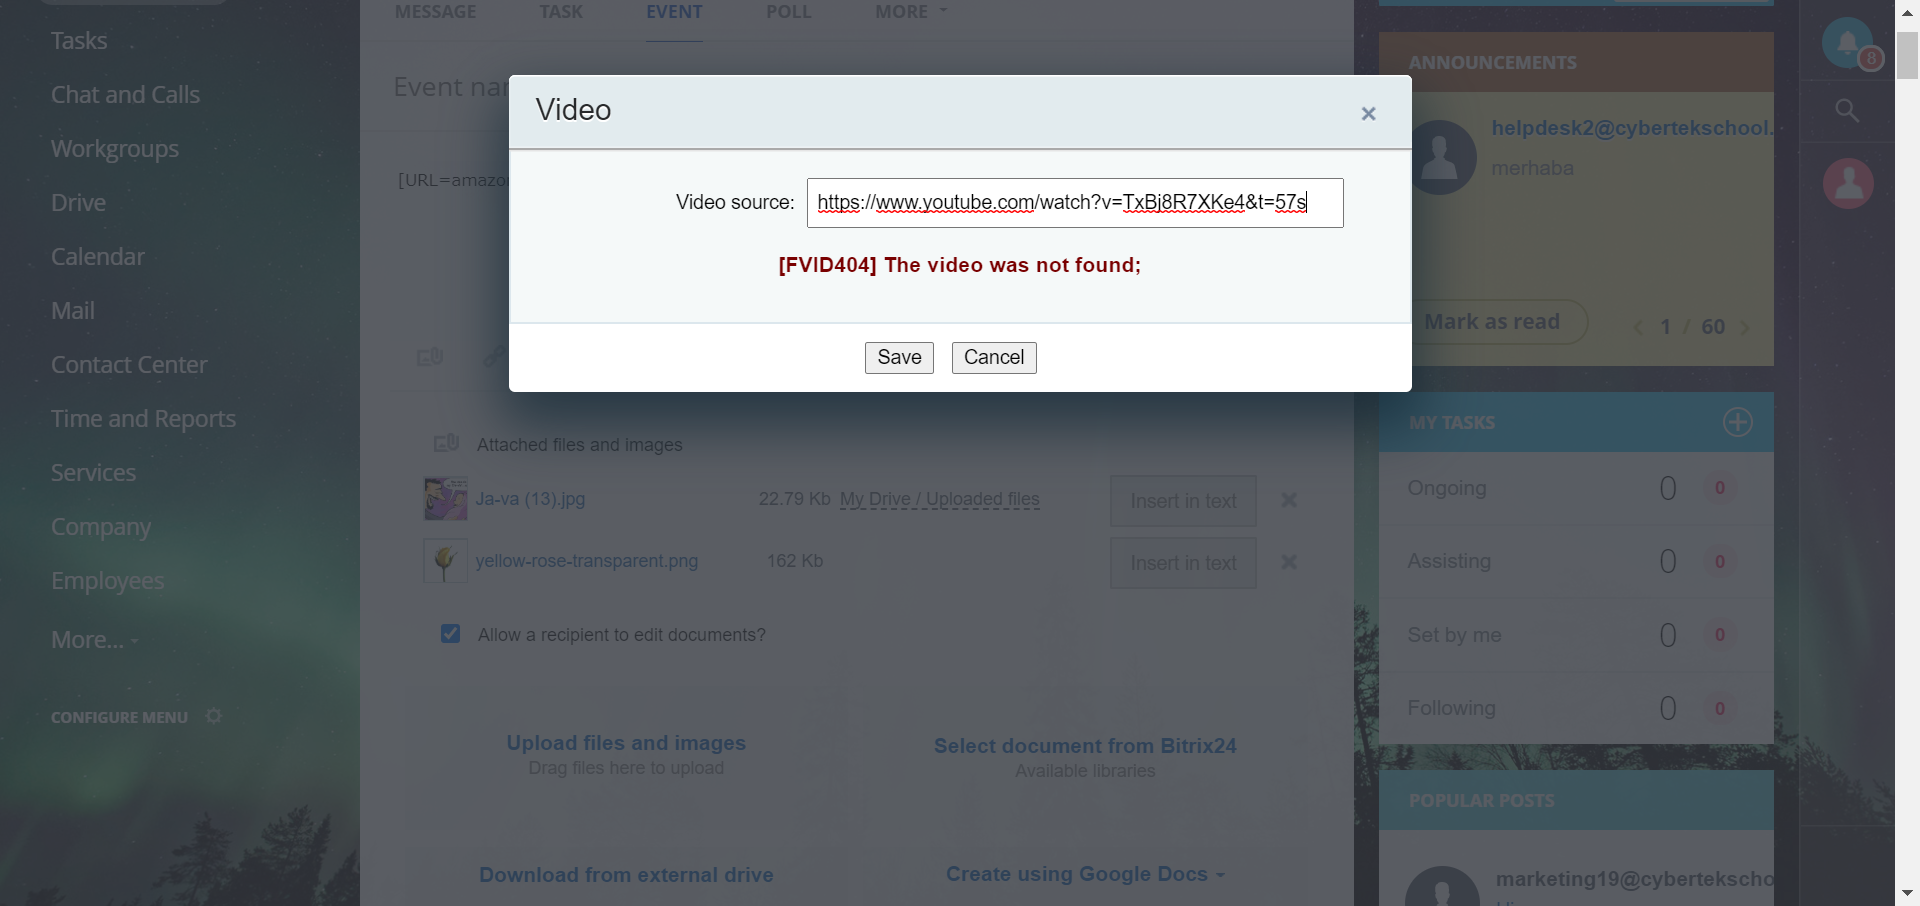 MESSAGE TASK EVENT POLL MORE
Tasks
Chat and Calls
Workgroups
Drive
Calendar
Mail
Contact Center
Time and Reports
Services
Company
Employees
More...
CONFIGURE MENU
Event nam
[URL=amazon
Video
×
Video source: https://www.youtube.com/watch?v=TxBj8R7XKe4&t=57s
[FVID404] The video was not found;
Save Cancel
Attached files and images
Ja-va (13).jpg 22.79 Kb My Drive / Uploaded files Insert in text
yellow-rose-transparent.png 162 Kb Insert in text
Allow a recipient to edit documents?
Upload files and images
Drag files here to upload
Select document from Bitrix24
Available libraries
Download from external drive
Create using Google Docs
ANNOUNCEMENTS
helpdesk2@cybertekschool.
merhaba
Mark as read 1 / 60
MY TASKS
Ongoing 0 0
Assisting 0 0
Set by me 0 0
Following 0 0
POPULAR POSTS
marketing19@cybertekscho
8